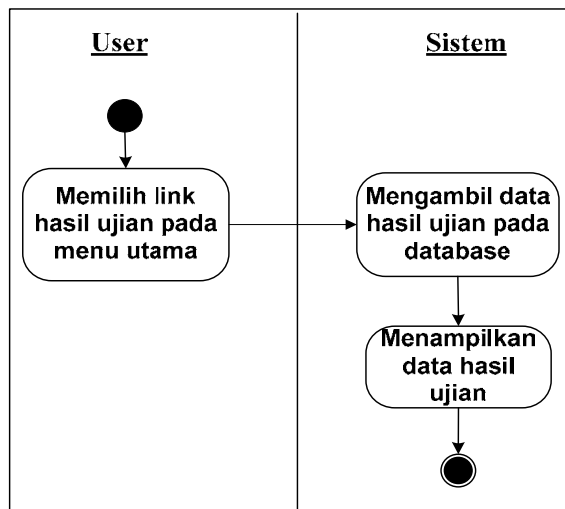 User
Sistem
Memilih link
hasil ujian pada
menu utama
Mengambil data
hasil ujian pada
database
Menampilkan
data hasil
ujian